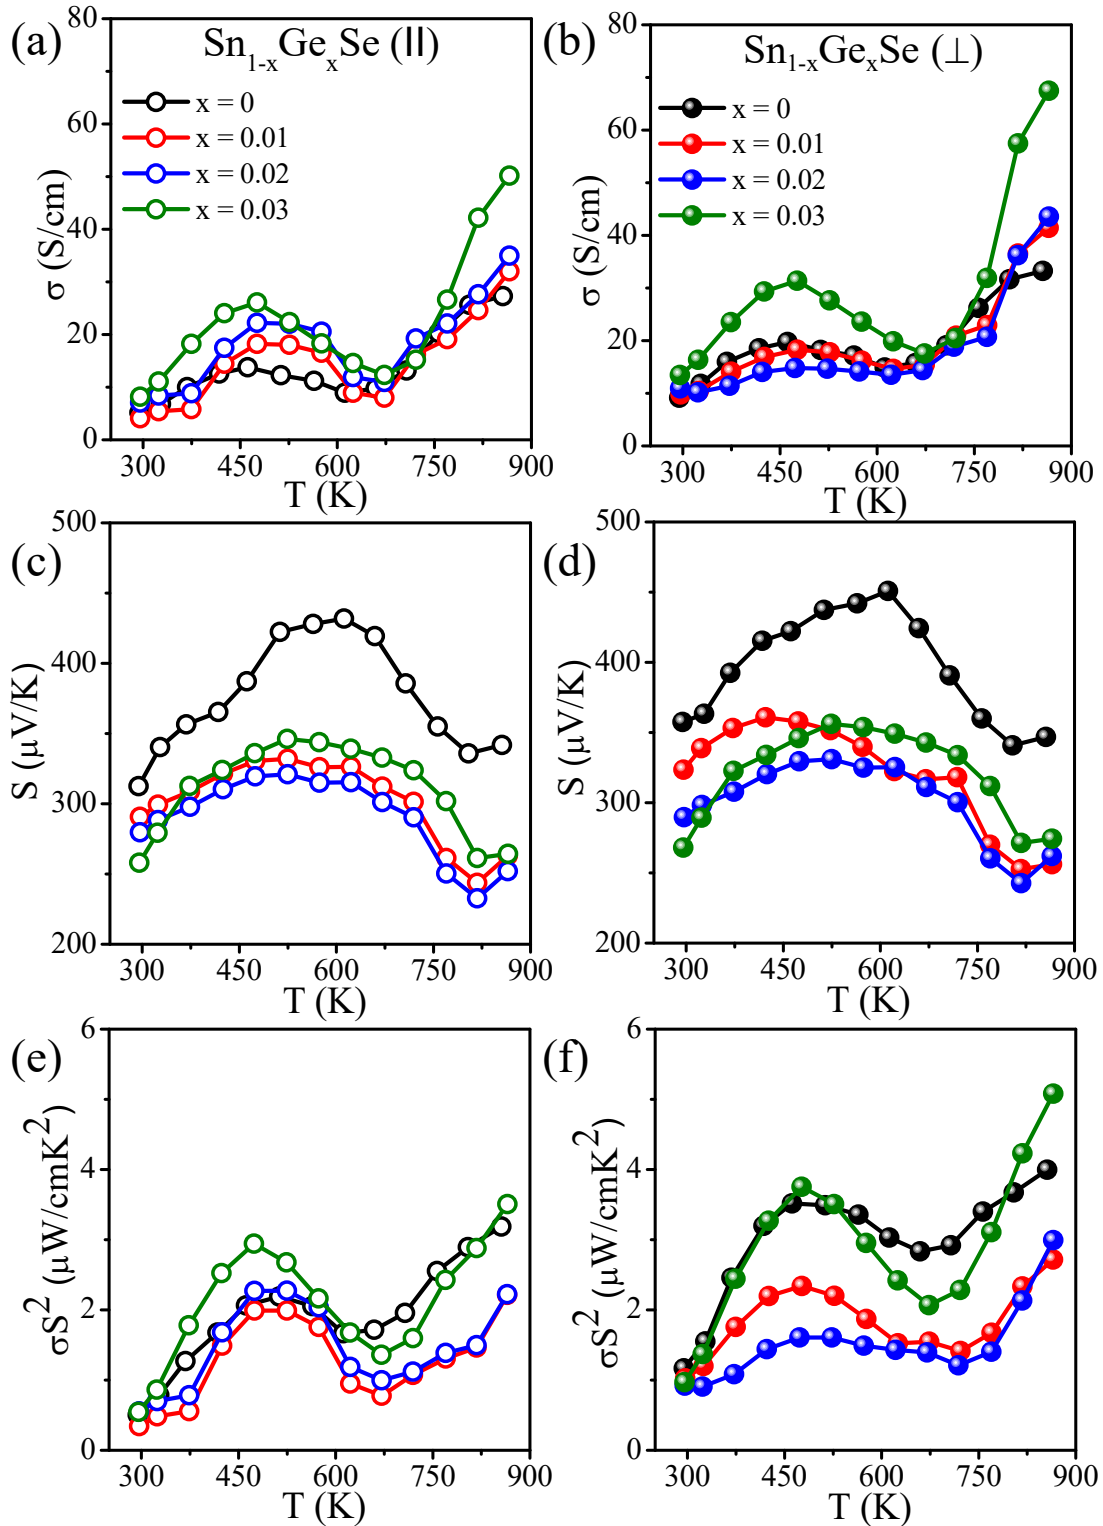 (a)
Sn1-xGexSe (II)
x = 0
x = 0.01
x = 0.02
x = 0.03
σ (S/cm)
80
60
40
20
0
300 450 600 750 900
T (K)
(b)
Sn1-xGexSe (⊥)
x = 0
x = 0.01
x = 0.02
x = 0.03
σ (S/cm)
80
60
40
20
0
300 450 600 750 900
T (K)
(c)
S (μV/K)
500
400
300
200
300 450 600 750 900
T (K)
(d)
S (μV/K)
500
400
300
200
300 450 600 750 900
T (K)
(e)
σS² (μW/cmK²)
6
4
2
0
300 450 600 750 900
T (K)
(f)
σS² (μW/cmK²)
6
4
2
0
300 450 600 750 900
T (K)